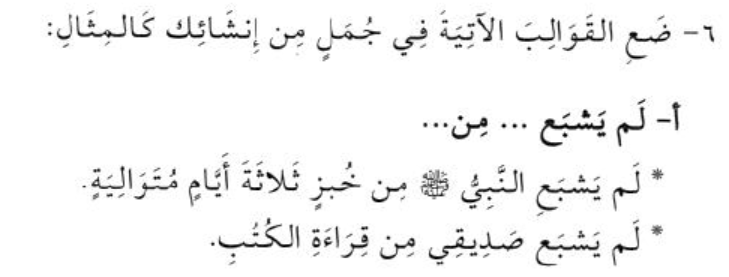 ٦- ضَعِ القَوَالِبَ الآتِيَةَ فِي جُمَلٍ مِن إِنشَائِك كَالمِثَالِ:
أ- لَم يَشبَع ... مِن...
* لَم يَشبَعِ النَّبِيُّ ﷺ مِن خُبزٍ ثَلاثَةَ أَيَّامٍ مُتَوَالِيَةٍ.
* لَم يَشبَع صَدِيقِي مِن قِرَاءَةِ الكُتُبِ.